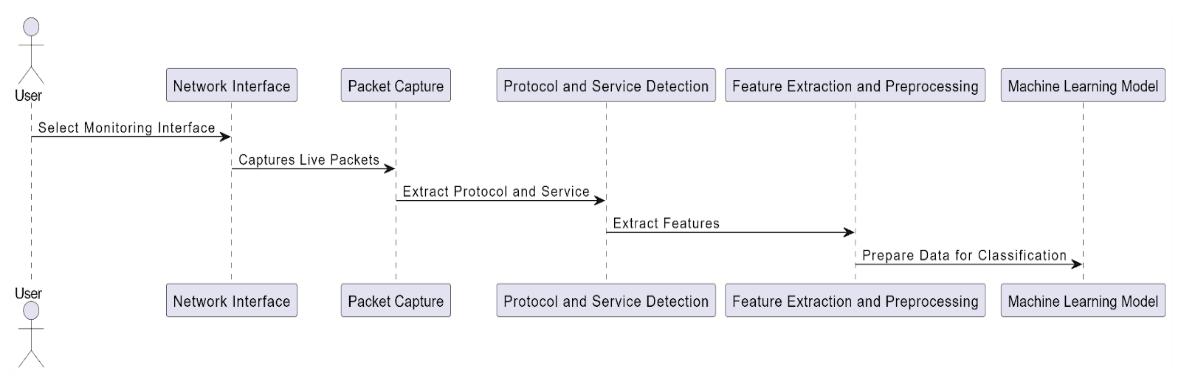 User
Network Interface
Packet Capture
Protocol and Service Detection
Feature Extraction and Preprocessing
Machine Learning Model
Select Monitoring Interface
Captures Live Packets
Extract Protocol and Service
Extract Features
Prepare Data for Classification
User
Network Interface
Packet Capture
Protocol and Service Detection
Feature Extraction and Preprocessing
Machine Learning Model